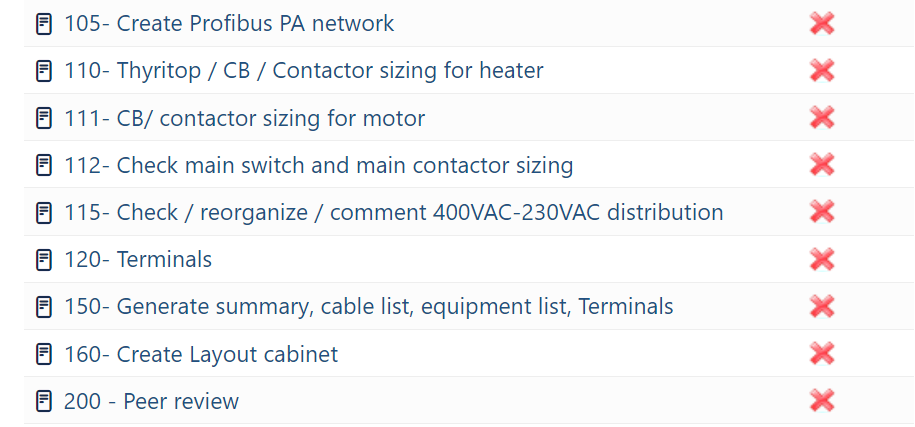 105- Create Profibus PA network
110- Thyritop / CB / Contactor sizing for heater
111- CB/ contactor sizing for motor
112- Check main switch and main contactor sizing
115- Check / reorganize / comment 400VAC-230VAC distribution
120- Terminals
150- Generate summary, cable list, equipment list, Terminals
160- Create Layout cabinet
200 - Peer review